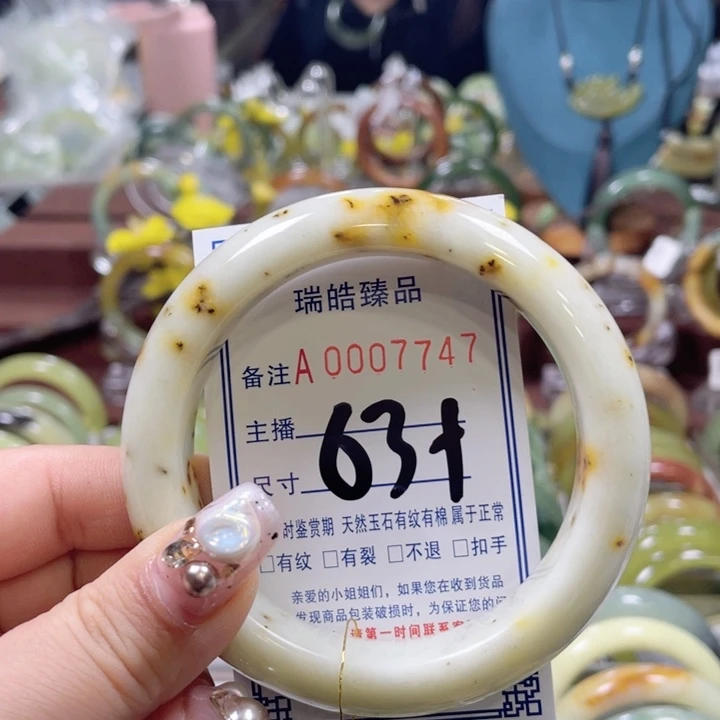 瑞皓臻品
备注 A 0007747
主播
尺寸 63+
时鉴赏期 天然玉石有纹有棉 属于正常
□有纹 □有裂 □不退 □扣手
亲爱的小姐姐们，如果您在收到货品
发现商品包装破损时，为保证您的
请第一时间联系客